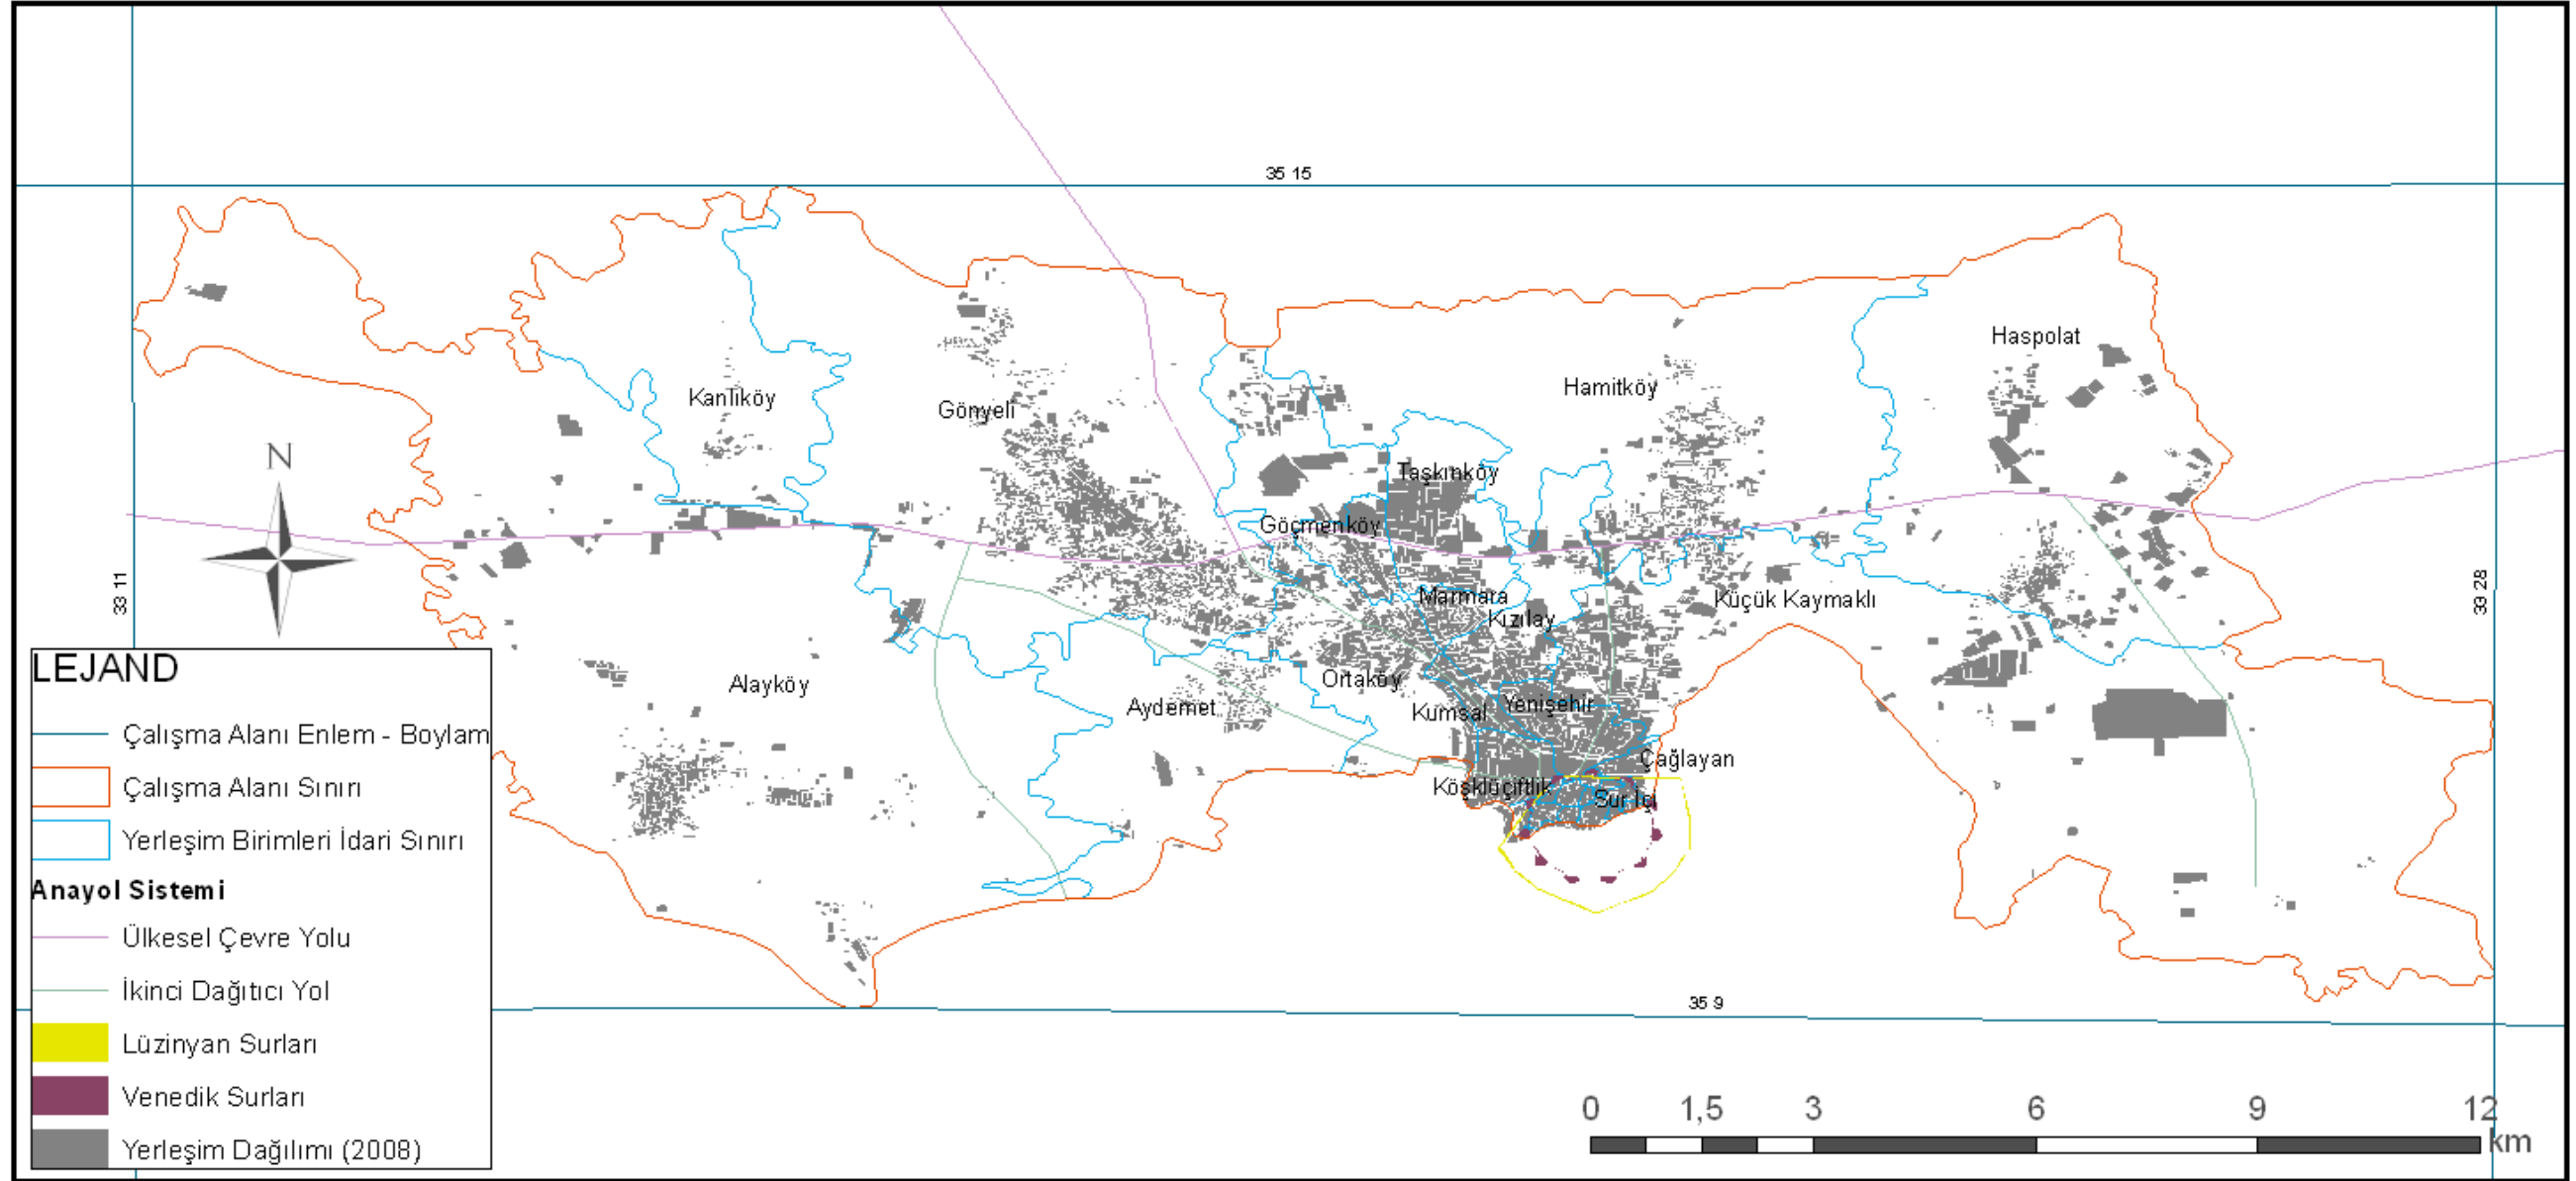 35 15
Haspolat
Hamitköy
Kanlıköy
Gönyeli
N
Taşkınköy
Göçmenköy
33 11
33 28
Marmara
Küçük Kaymaklı
Kızılay
LEJAND
Ortaköy
Alayköy
Yenişehir
Aydemet
Kumsal
Çalışma Alanı Enlem - Boylam
Çağlayan
Çalışma Alanı Sınırı
Köşklüçiftlik
Sur İçi
Yerleşim Birimleri İdari Sınırı
Anayol Sistemi
Ülkesel Çevre Yolu
İkinci Dağıtıcı Yol
35 9
Lüzinyan Surları
Venedik Surları
0 1,5 3 6 9 12
km
Yerleşim Dağılımı (2008)